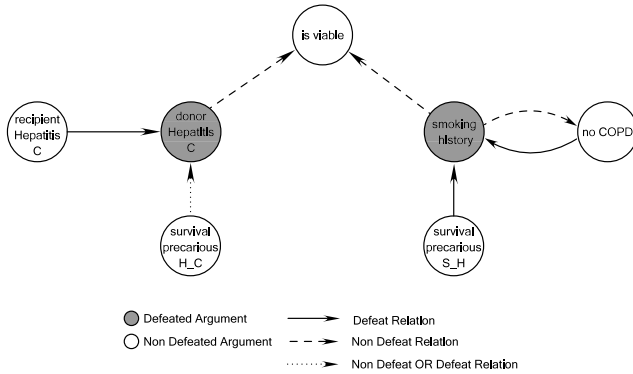 is viable
recipient
Hepatitis
C
donor
Hepatitis
C
smoking
history
no COPD
survival
precarious
H_C
survival
precarious
S_H
Defeated Argument
Defeat Relation
Non Defeated Argument
Non Defeat Relation
Non Defeat OR Defeat Relation